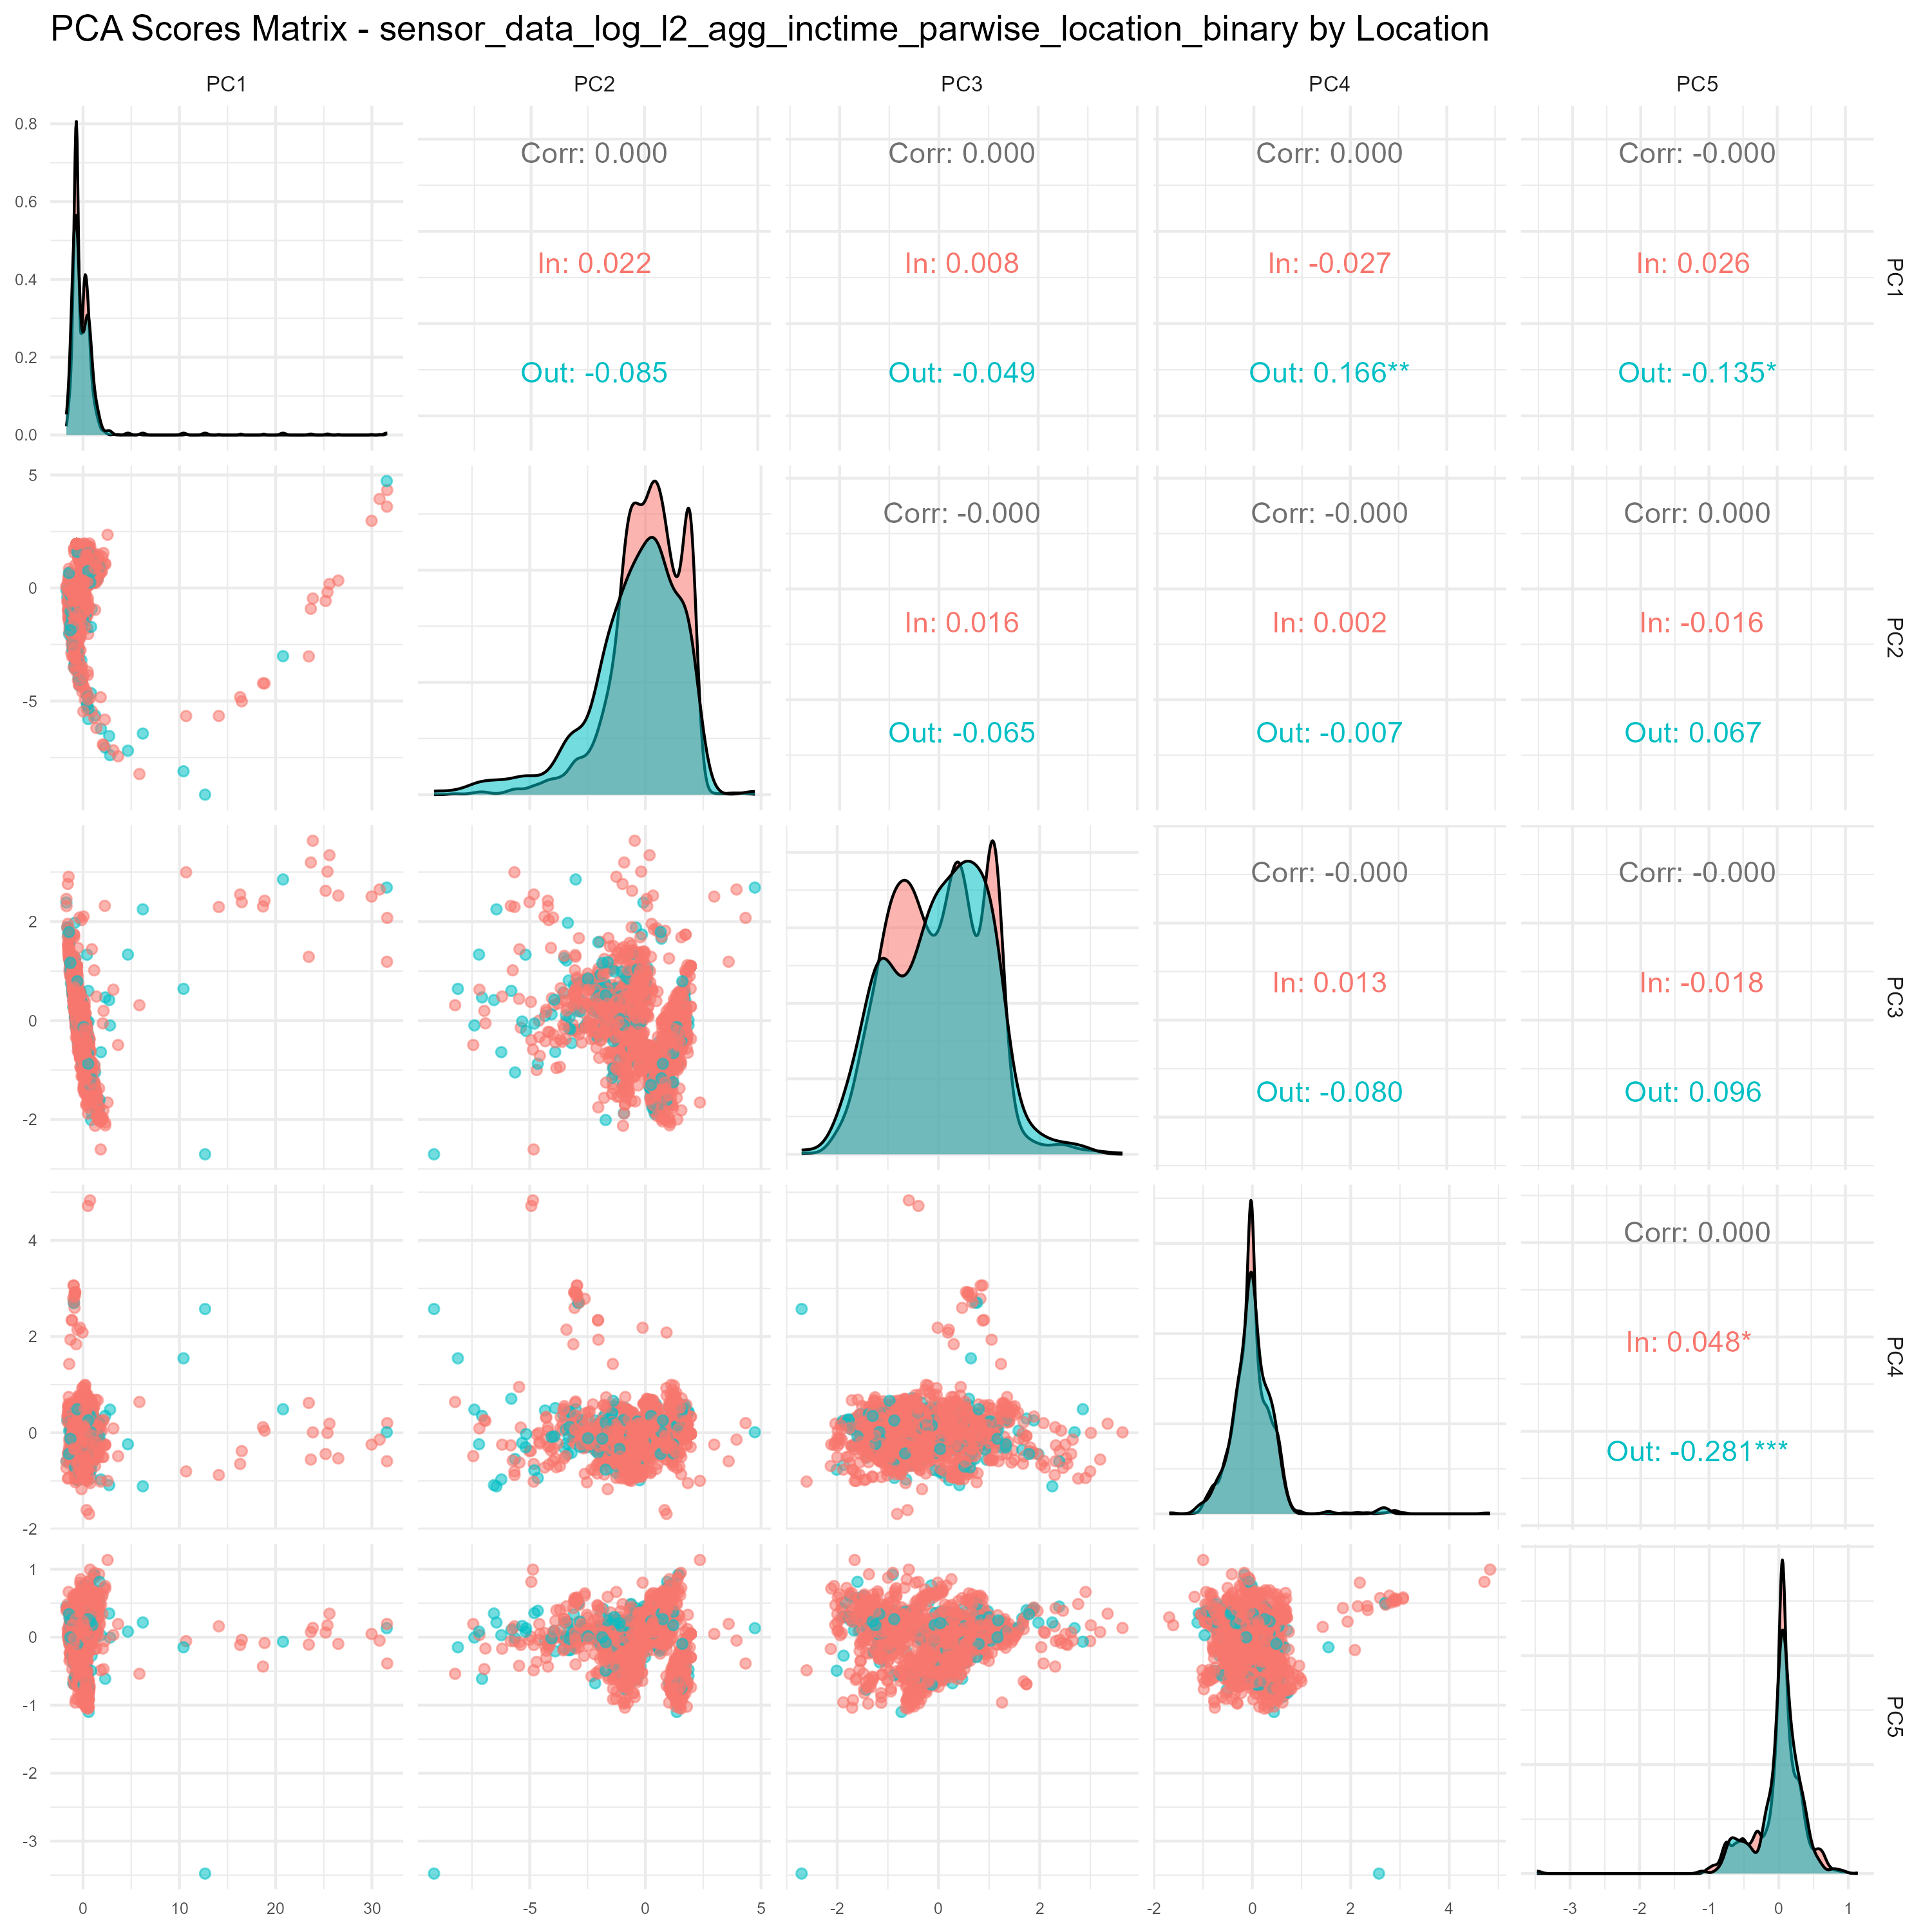 PCA Scores Matrix - sensor_data_log_l2_agg_inctime_parwise_location_binary by Location
PC1 PC2 PC3 PC4 PC5
0.8
0.6
0.4
0.2
0.0
Corr: 0.000
In: 0.022
Out: -0.085
Corr: 0.000
In: 0.008
Out: -0.049
Corr: 0.000
In: -0.027
Out: 0.166**
Corr: -0.000
In: 0.026
Out: -0.135*
PC1
5
0
-5
Corr: -0.000
In: 0.016
Out: -0.065
Corr: -0.000
In: 0.002
Out: -0.007
Corr: 0.000
In: -0.016
Out: 0.067
PC2
2
0
-2
Corr: -0.000
In: 0.013
Out: -0.080
Corr: -0.000
In: -0.018
Out: 0.096
PC3
4
2
0
-2
Corr: 0.000
In: 0.048*
Out: -0.281***
PC4
1
0
-1
-2
-3
PC5
0 10 20 30
-5 0 5
-2 0 2
-2 0 2 4
-3 -2 -1 0 1